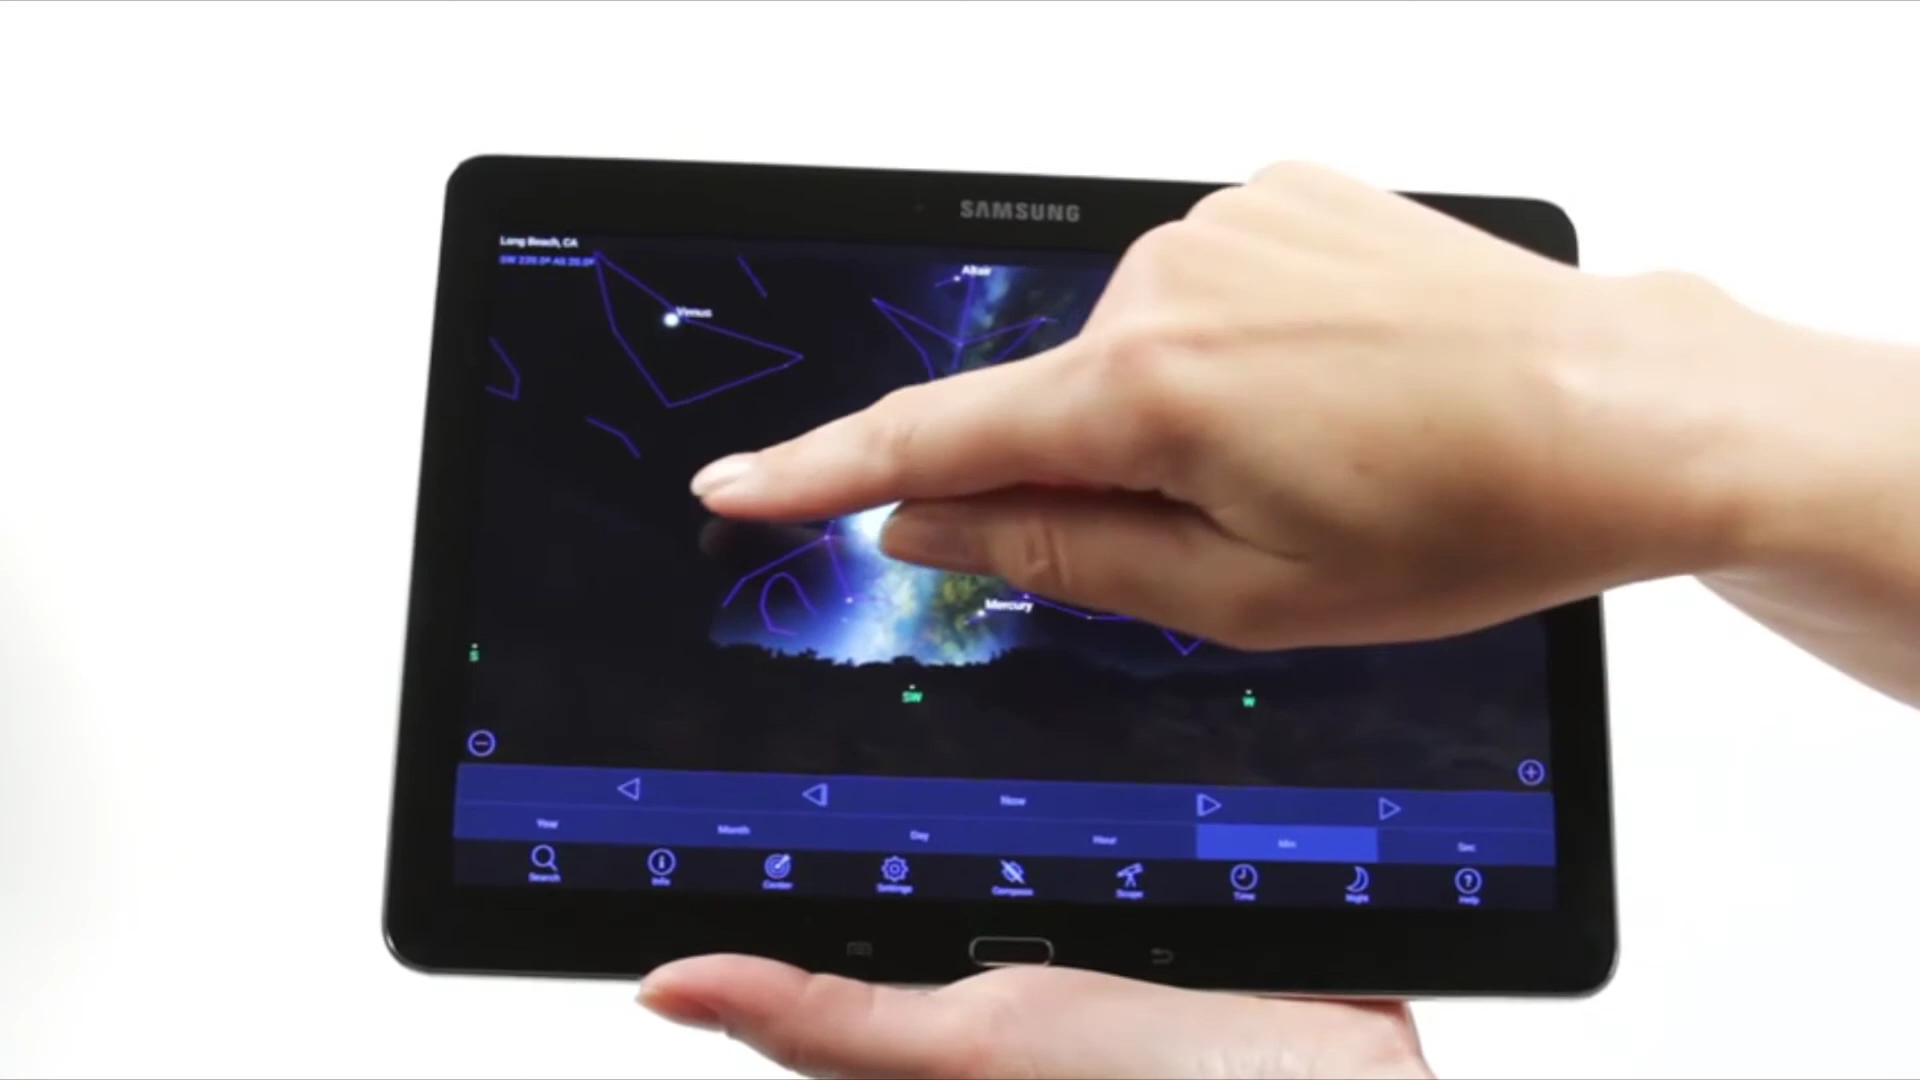 SAMSUNG
Long Beach, CA
Altair
Venus
Mercury
S
SW
W
Now
Year Month Day Hour Min Sec
Search Info Center Settings Compass Scope Time Night Help